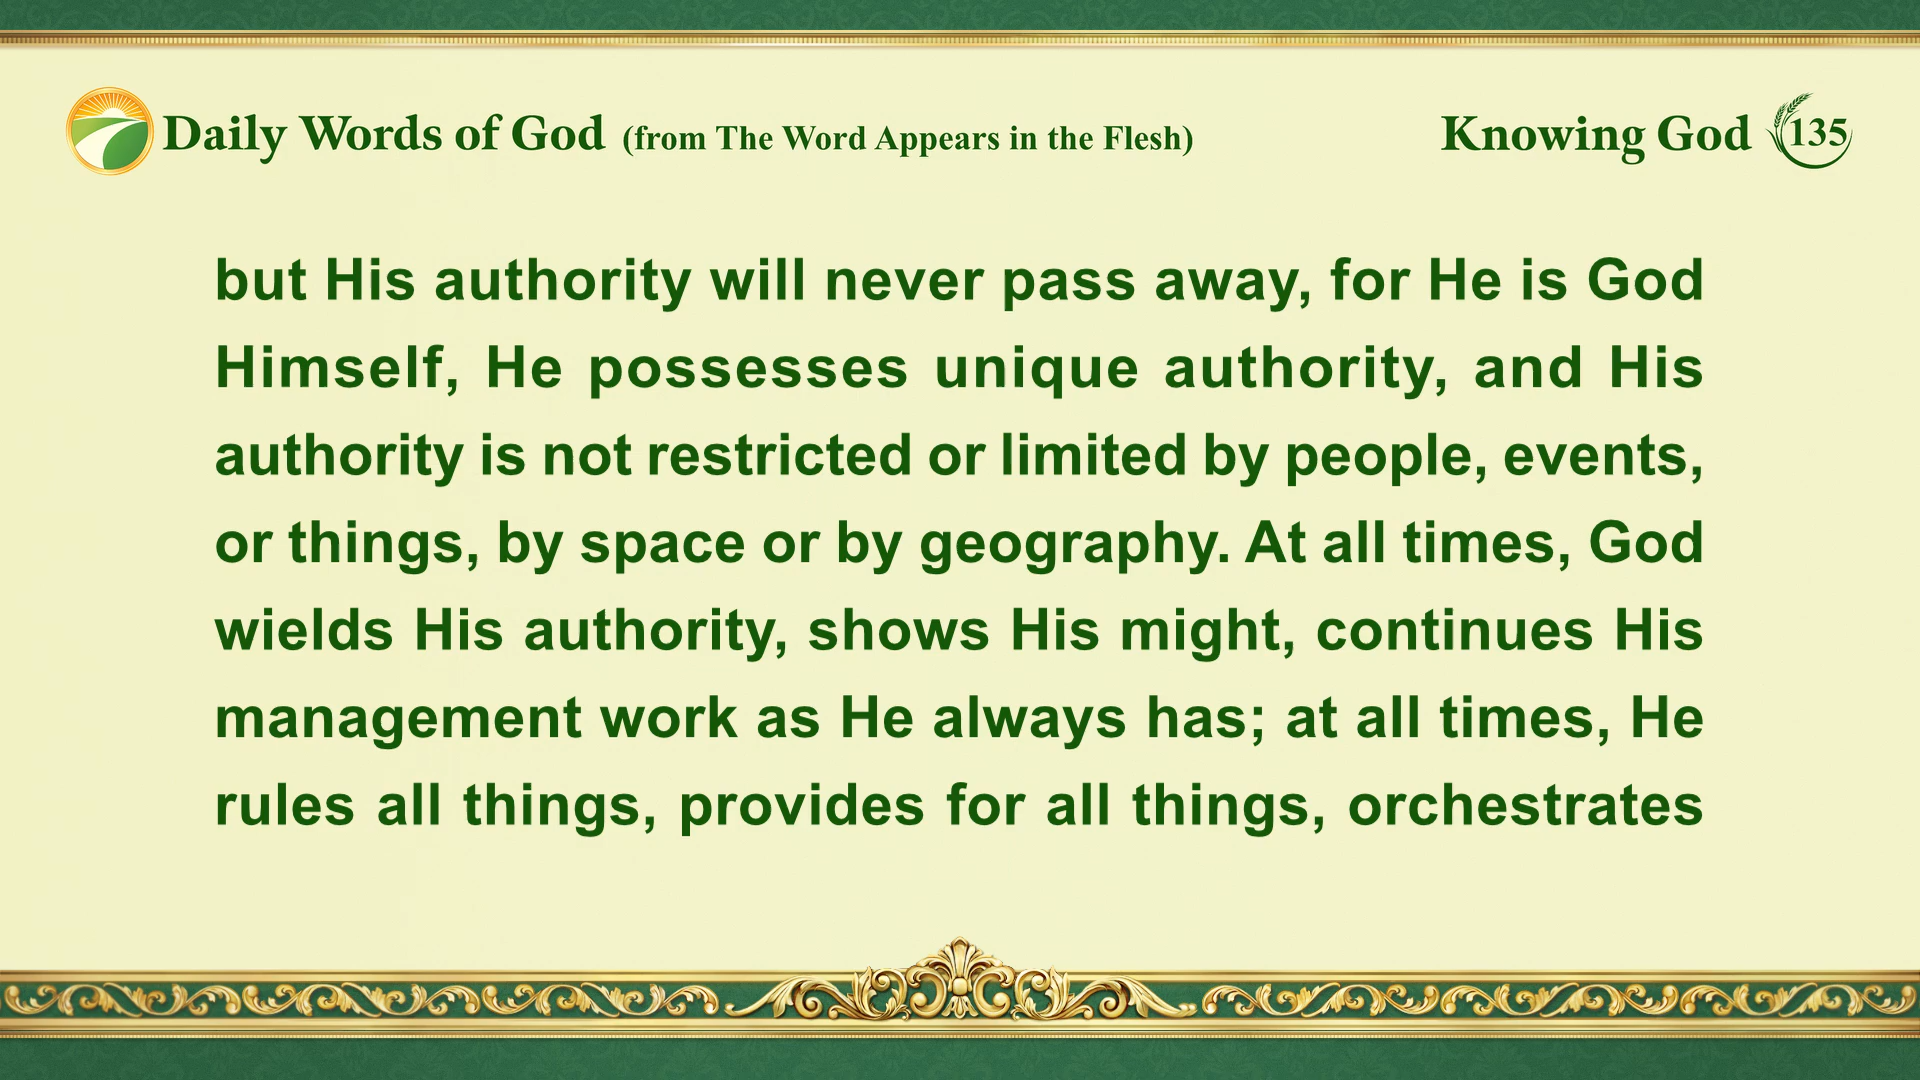 Daily Words of God (from The Word Appears in the Flesh)
Knowing God 135
but His authority will never pass away, for He is God
Himself, He possesses unique authority, and His
authority is not restricted or limited by people, events,
or things, by space or by geography. At all times, God
wields His authority, shows His might, continues His
management work as He always has; at all times, He
rules all things, provides for all things, orchestrates